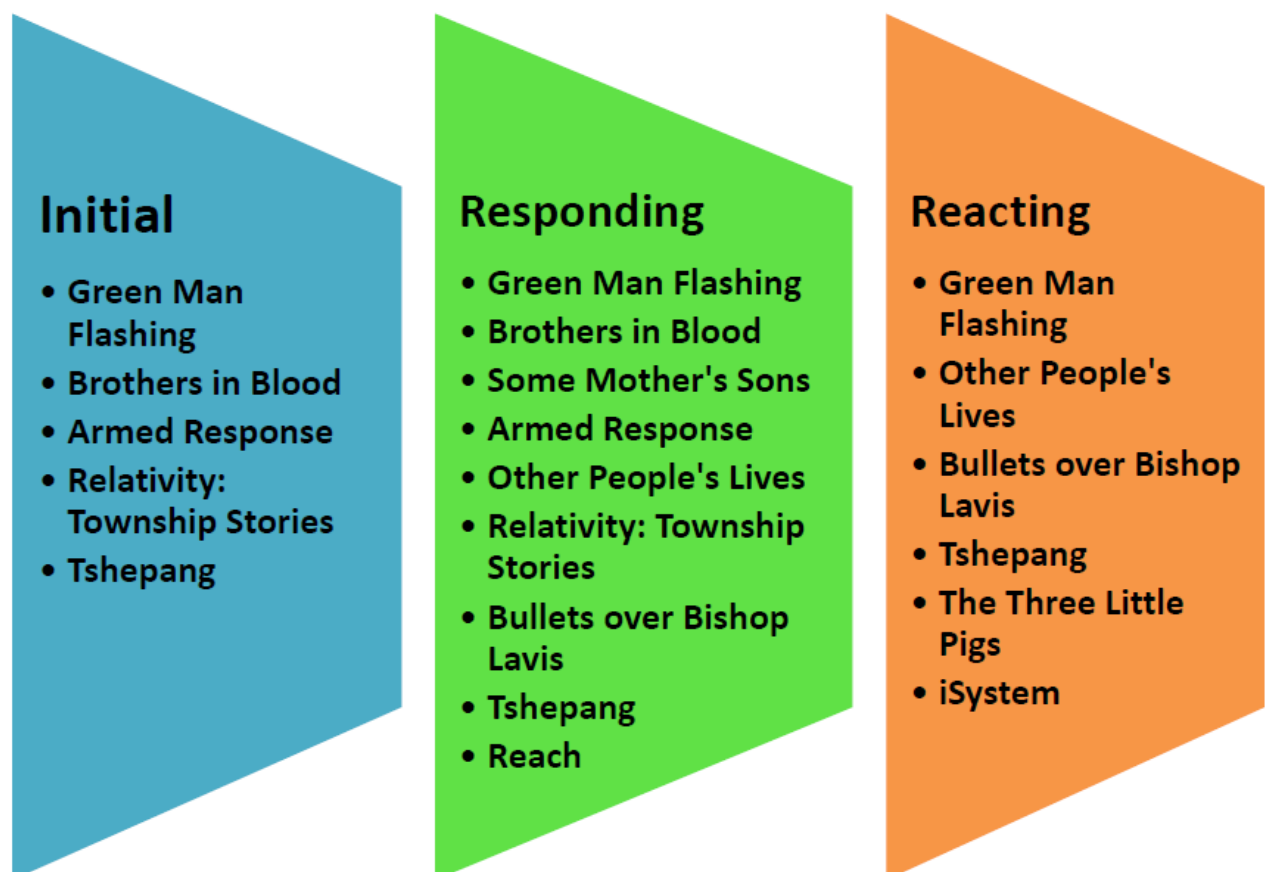 Initial
• Green Man
Flashing
• Brothers in Blood
• Armed Response
• Relativity:
Township Stories
• Tshepang
Responding
• Green Man Flashing
• Brothers in Blood
• Some Mother's Sons
• Armed Response
• Other People's Lives
• Relativity: Township
Stories
• Bullets over Bishop
Lavis
• Tshepang
• Reach
Reacting
• Green Man
Flashing
• Other People's
Lives
• Bullets over Bishop
Lavis
• Tshepang
• The Three Little
Pigs
• iSystem